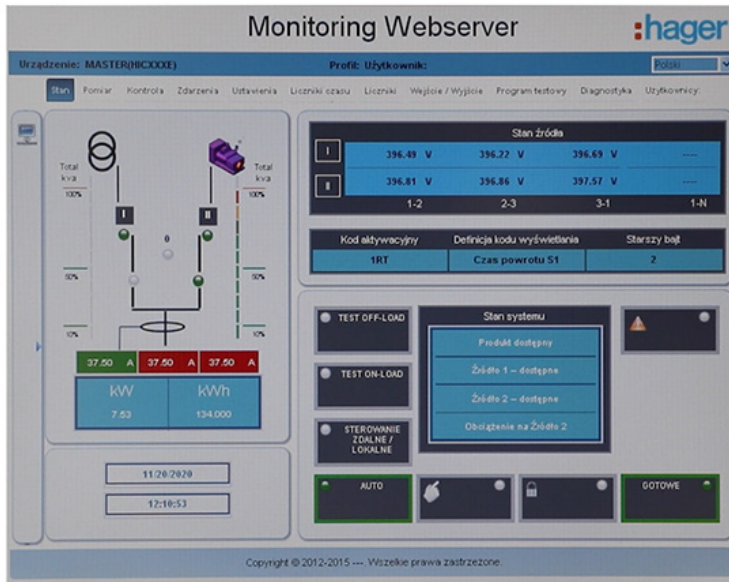 Monitoring Webserver
:hager
Urządzenie: MASTER(HICXXXE)
Profil: Użytkownik:
Polski
Stan Pomiar Kontrola Zdarzenia Ustawienia Liczniki czasu Liczniki Wejście / Wyjście Program testowy Diagnostyka Użytkownicy
Total kva
100%
50%
10%
I
II
0
Total kva
100%
50%
10%
37.50 A 37.50 A 37.50 A
kW kWh
7.53 134.000
11/20/2020
12:10:53
Stan źródła
I 396.49 V 396.22 V 396.69 V ----
II 396.81 V 396.86 V 397.57 V ----
1-2 2-3 3-1 1-N
Kod aktywacyjny Definicja kodu wyświetlania Starszy bajt
1RT Czas powrotu S1 2
TEST OFF-LOAD
TEST ON-LOAD
STEROWANIE
ZDALNE /
LOKALNE
Stan systemu
Produkt dostępny
Źródło 1 – dostępne
Źródło 2 – dostępne
Obciążenie na Źródło 2
AUTO
GOTOWE
Copyright © 2012-2015 ---. Wszelkie prawa zastrzeżone.